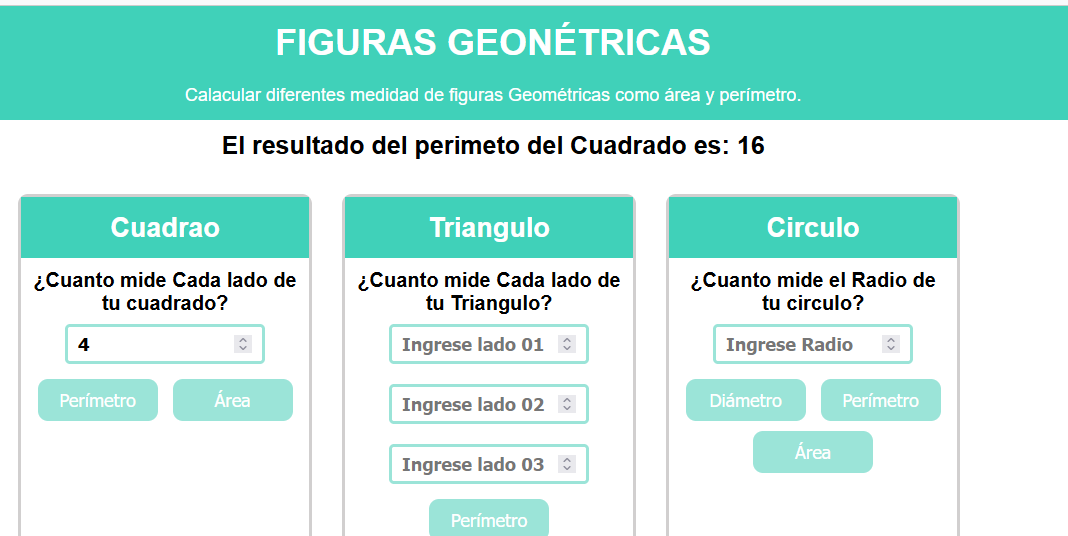 FIGURAS GEONÉTRICAS
Calacular diferentes medidad de figuras Geométricas como área y perímetro.
El resultado del perimeto del Cuadrado es: 16
Cuadrao
¿Cuanto mide Cada lado de
tu cuadrado?
4
Perímetro
Área
Triangulo
¿Cuanto mide Cada lado de
tu Triangulo?
Ingrese lado 01
Ingrese lado 02
Ingrese lado 03
Perímetro
Circulo
¿Cuanto mide el Radio de
tu circulo?
Ingrese Radio
Diámetro
Perímetro
Área